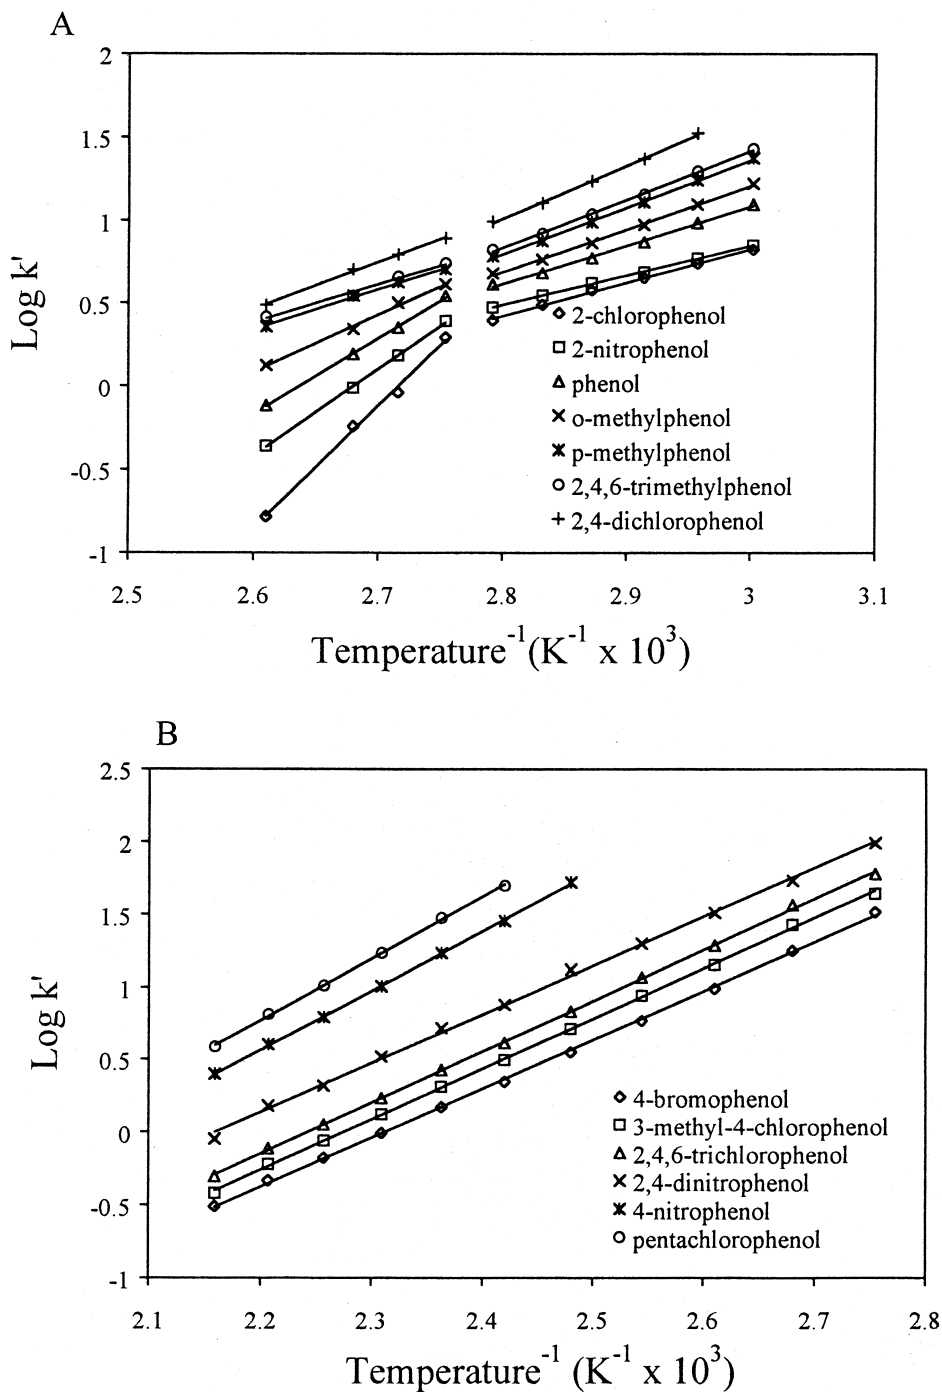 A
2
1.5
1
0.5
0
-0.5
-1
Log k'
2-chlorophenol
2-nitrophenol
phenol
o-methylphenol
p-methylphenol
2,4,6-trimethylphenol
2,4-dichlorophenol
2.5 2.6 2.7 2.8 2.9 3 3.1
Temperature⁻¹(K⁻¹ x 10³)
B
2.5
2
1.5
1
0.5
0
-0.5
-1
Log k'
4-bromophenol
3-methyl-4-chlorophenol
2,4,6-trichlorophenol
2,4-dinitrophenol
4-nitrophenol
pentachlorophenol
2.1 2.2 2.3 2.4 2.5 2.6 2.7 2.8
Temperature⁻¹ (K⁻¹ x 10³)